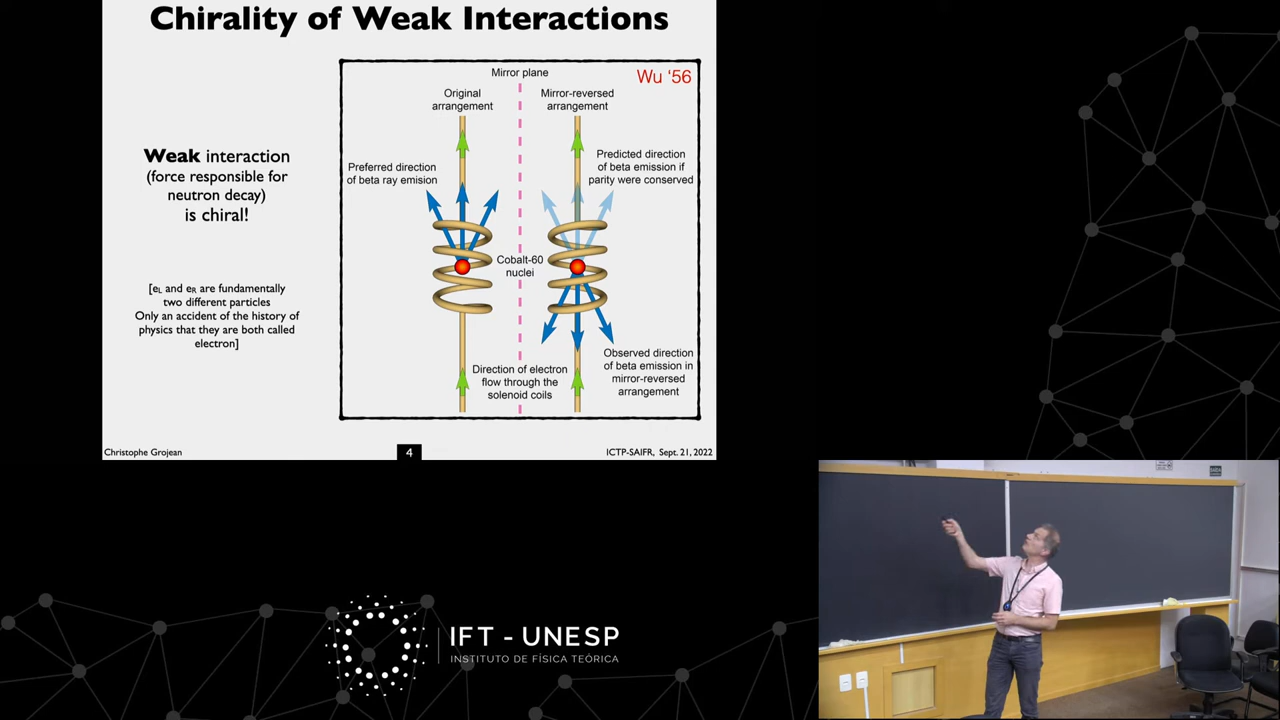 Chirality of Weak Interactions
Weak interaction
(force responsible for
neutron decay)
is chiral!
[eL and eR are fundamentally
two different particles
Only an accident of the history of
physics that they are both called
electron]
Mirror plane
Wu '56
Original
arrangement
Mirror-reversed
arrangement
Preferred direction
of beta ray emision
Predicted direction
of beta emission if
parity were conserved
Cobalt-60
nuclei
Direction of electron
flow through the
solenoid coils
Observed direction
of beta emission in
mirror-reversed
arrangement
Christophe Grojean
4
ICTP-SAIFR, Sept. 21, 2022
IFT - UNESP
INSTITUTO DE FÍSICA TEÓRICA